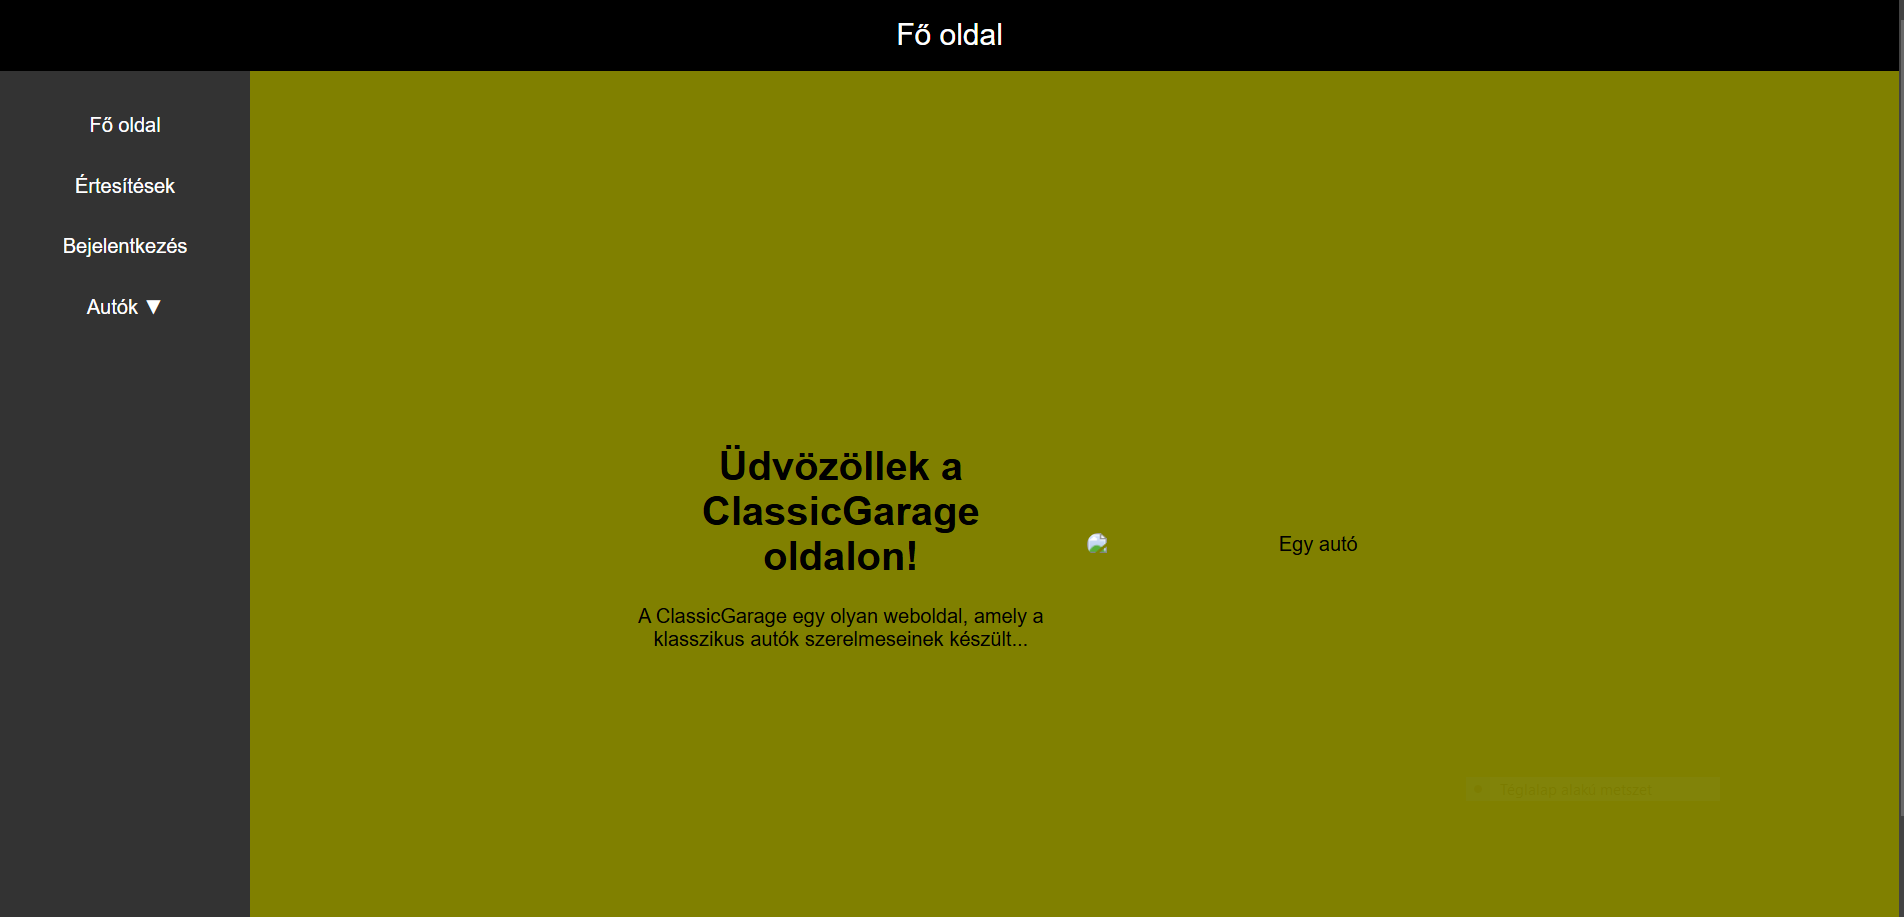 Fő oldal
Fő oldal
Értesítések
Bejelentkezés
Autók ▼
Üdvözöllek a
ClassicGarage
oldalon!
A ClassicGarage egy olyan weboldal, amely a
klasszikus autók szerelmeseinek készült...
Egy autó